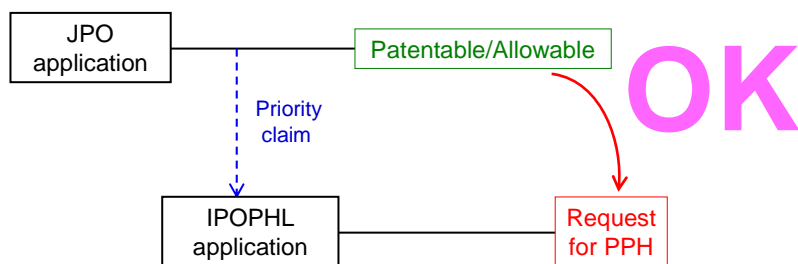 JPO
application
Patentable/Allowable
OK
Priority
claim
IPOPHL
application
Request
for PPH